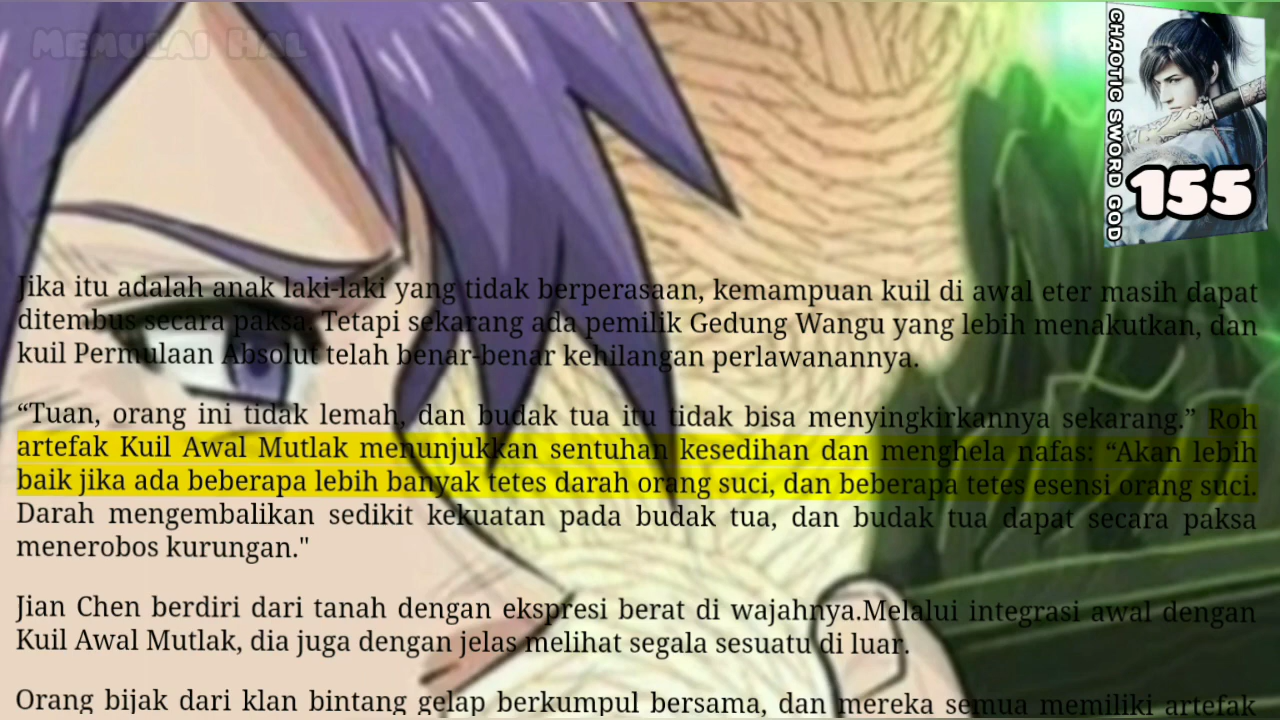 Memulai Hal
CHAOTIC SWORD GOD
155
Jika itu adalah anak laki-laki yang tidak berperasaan, kemampuan kuil di awal eter masih dapat
ditembus secara paksa. Tetapi sekarang ada pemilik Gedung Wangu yang lebih menakutkan, dan
kuil Permulaan Absolut telah benar-benar kehilangan perlawanannya.
“Tuan, orang ini tidak lemah, dan budak tua itu tidak bisa menyingkirkannya sekarang.” Roh
artefak Kuil Awal Mutlak menunjukkan sentuhan kesedihan dan menghela nafas: “Akan lebih
baik jika ada beberapa lebih banyak tetes darah orang suci, dan beberapa tetes esensi orang suci.
Darah mengembalikan sedikit kekuatan pada budak tua, dan budak tua dapat secara paksa
menerobos kurungan."
Jian Chen berdiri dari tanah dengan ekspresi berat di wajahnya.Melalui integrasi awal dengan
Kuil Awal Mutlak, dia juga dengan jelas melihat segala sesuatu di luar.
Orang bijak dari klan bintang gelap berkumpul bersama, dan mereka semua memiliki artefak